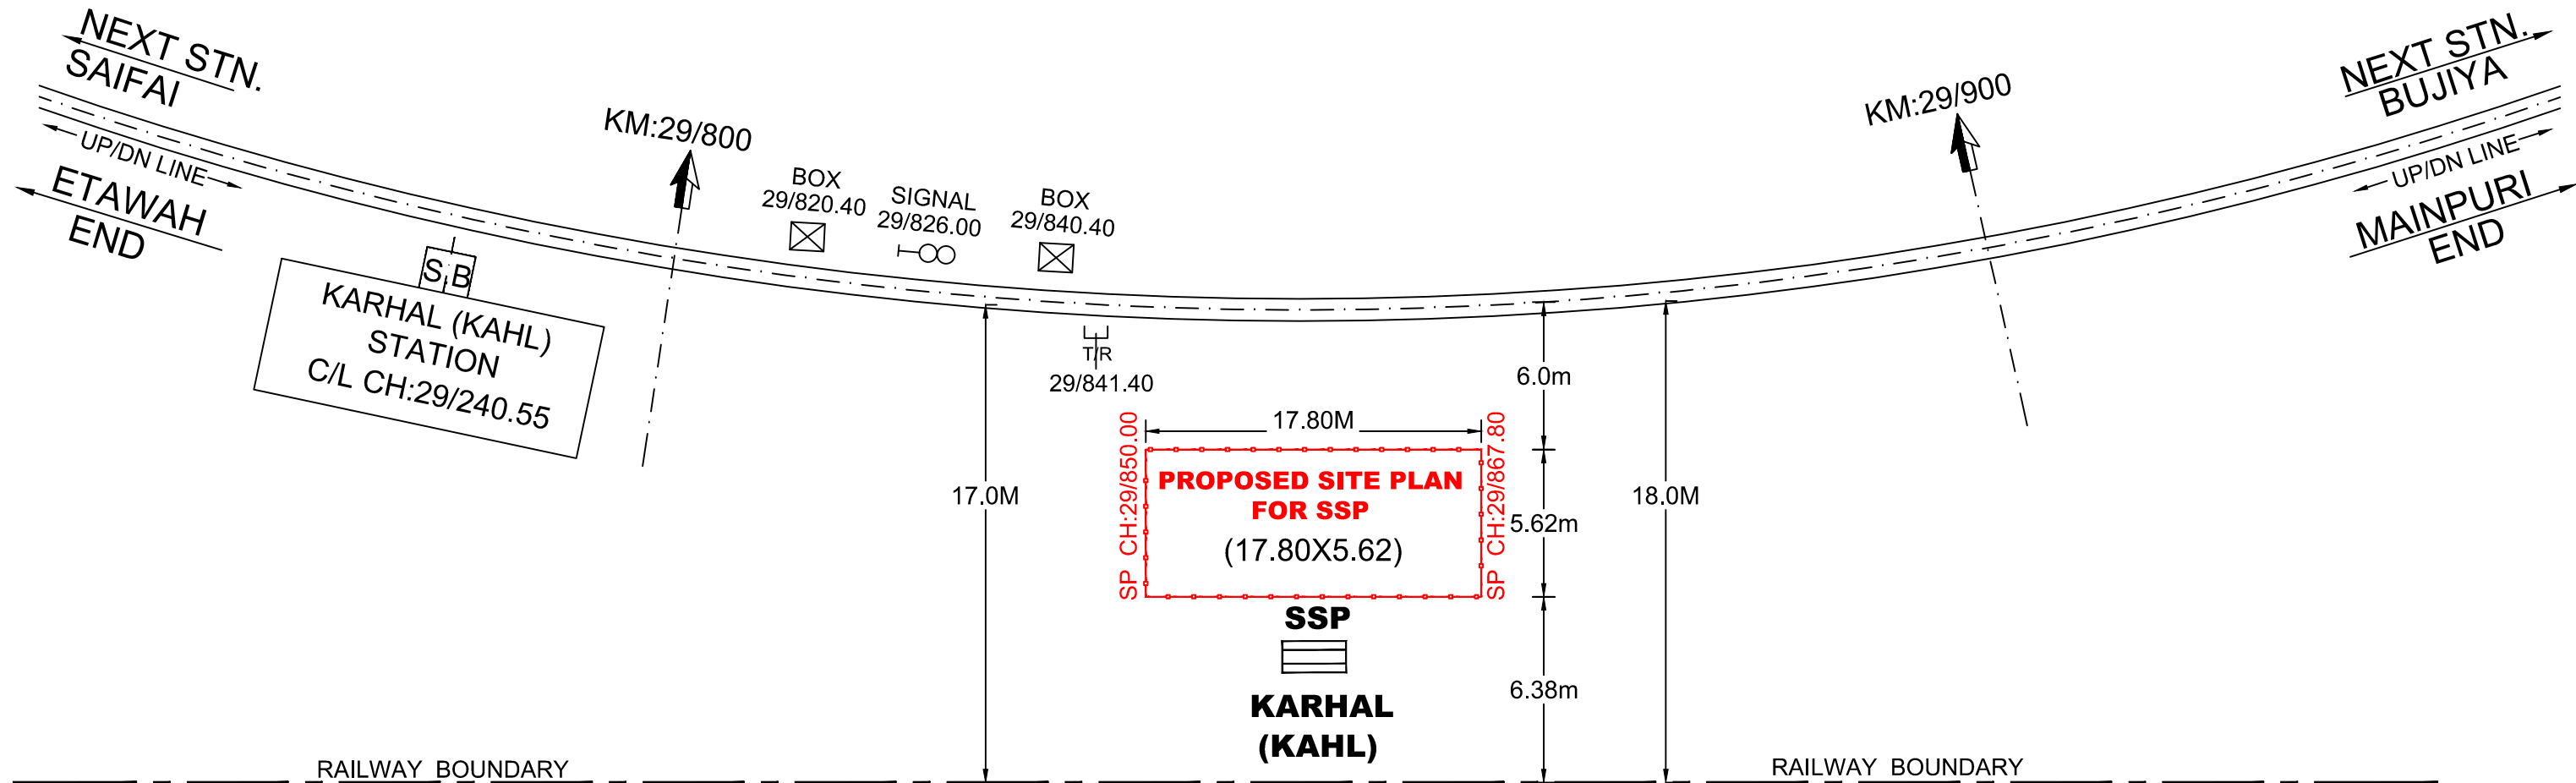 NEXT STN.
SAIFAI
UP/DN LINE
ETAWAH
END
KM:29/800
BOX
29/820.40
SIGNAL
29/826.00
BOX
29/840.40
KM:29/900
NEXT STN.
BUJIYA
UP/DN LINE
MAINPURI
END
S.B
KARHAL (KAHL)
STATION
C/L CH:29/240.55
T/R
29/841.40
17.0M
SP CH:29/850.00
17.80M
PROPOSED SITE PLAN
FOR SSP
(17.80X5.62)
SP CH:29/867.80
6.0m
5.62m
6.38m
18.0M
SSP
KARHAL
(KAHL)
RAILWAY BOUNDARY
RAILWAY BOUNDARY